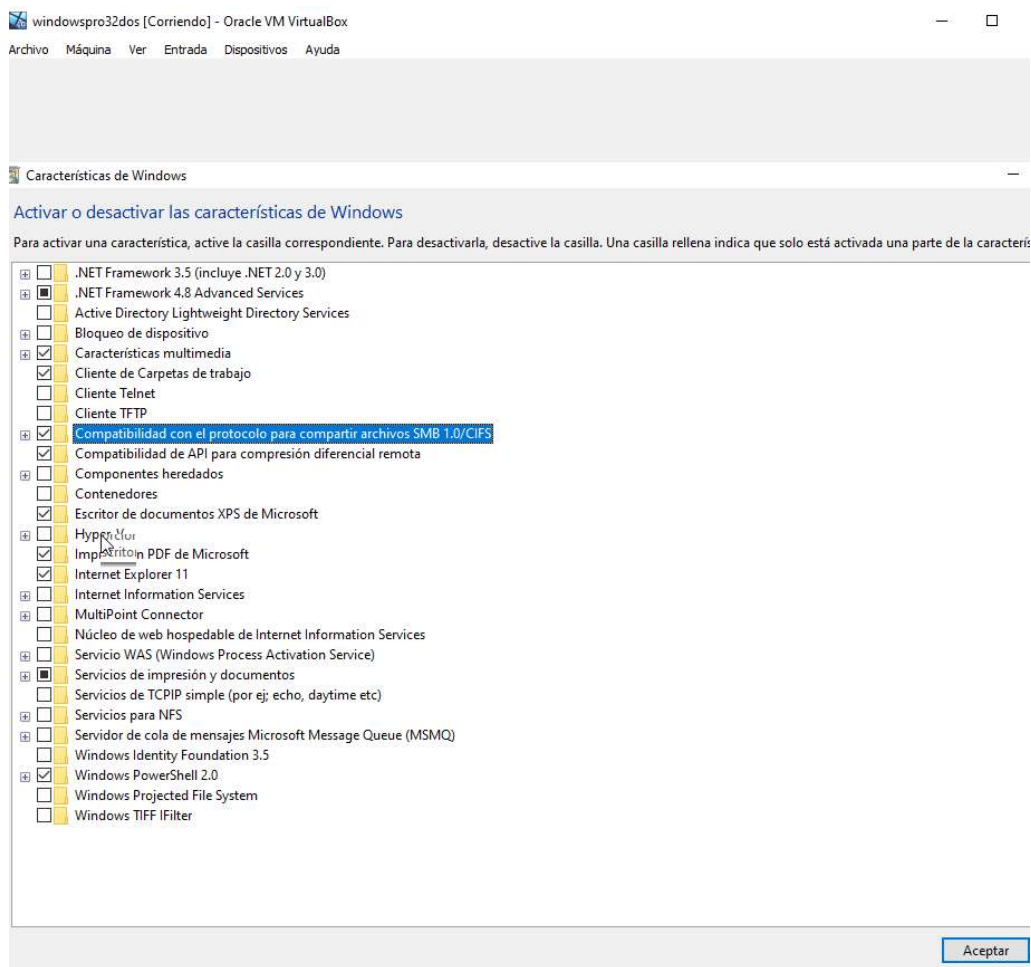 windowspro32dos [Corriendo] - Oracle VM VirtualBox
Archivo Máquina Ver Entrada Dispositivos Ayuda
Características de Windows
Activar o desactivar las características de Windows
Para activar una característica, active la casilla correspondiente. Para desactivarla, desactive la casilla. Una casilla rellena indica que solo está activada una parte de la caracterís
.NET Framework 3.5 (incluye .NET 2.0 y 3.0)
.NET Framework 4.8 Advanced Services
Active Directory Lightweight Directory Services
Bloqueo de dispositivo
Características multimedia
Cliente de Carpetas de trabajo
Cliente Telnet
Cliente TFTP
Compatibilidad con el protocolo para compartir archivos SMB 1.0/CIFS
Compatibilidad de API para compresión diferencial remota
Componentes heredados
Contenedores
Escritor de documentos XPS de Microsoft
PDF de Microsoft
Internet Explorer 11
Internet Information Services
MultiPoint Connector
Núcleo de web hospedable de Internet Information Services
Servicio WAS (Windows Process Activation Service)
Servicios de impresión y documentos
Servicios de TCPIP simple (por ej; echo, daytime etc)
Servicios para NFS
Servidor de cola de mensajes Microsoft Message Queue (MSMQ)
Windows Identity Foundation 3.5
Windows PowerShell 2.0
Windows Projected File System
Windows TIFF IFilter
Aceptar